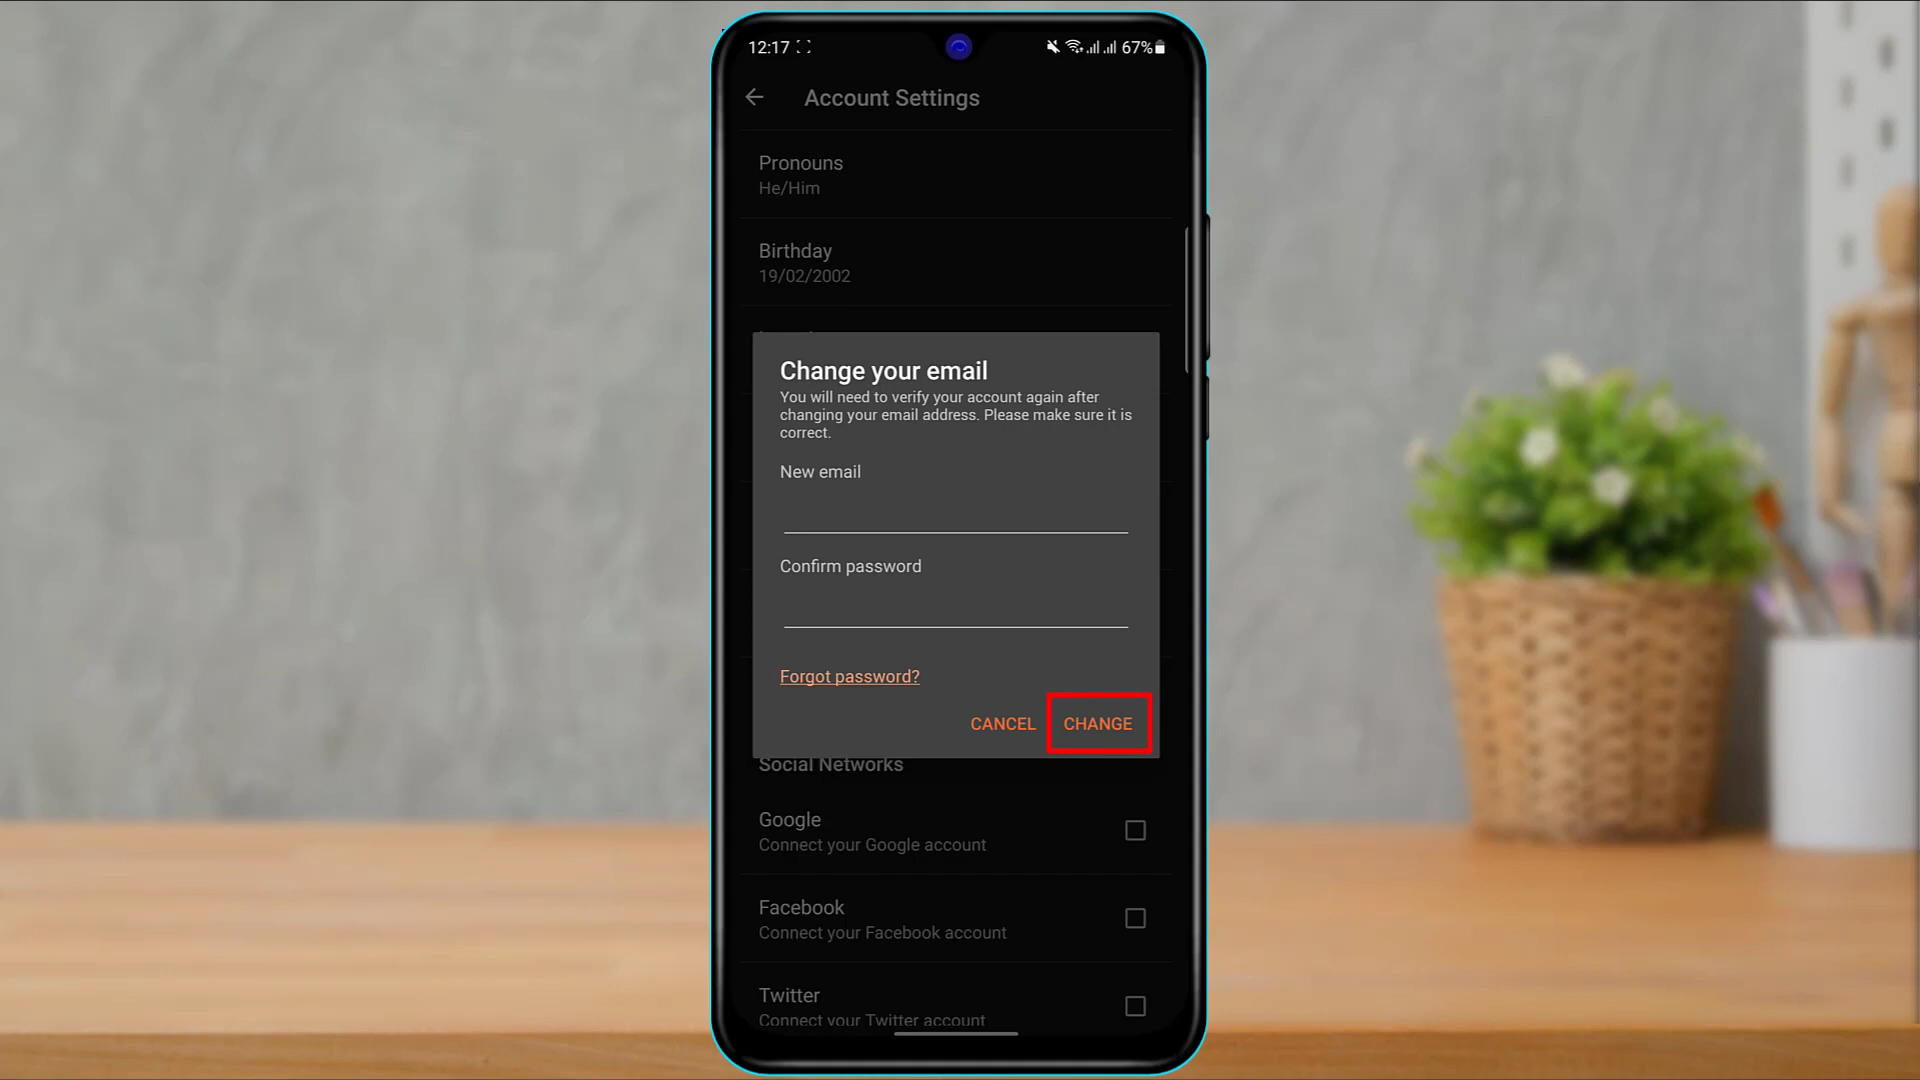 12:17
67%
Account Settings
Pronouns
He/Him
Birthday
19/02/2002
Change your email
You will need to verify your account again after
changing your email address. Please make sure it is
correct.
New email
Confirm password
Forgot password?
CANCEL CHANGE
Social Networks
Google
Connect your Google account
Facebook
Connect your Facebook account
Twitter
Connect your Twitter account